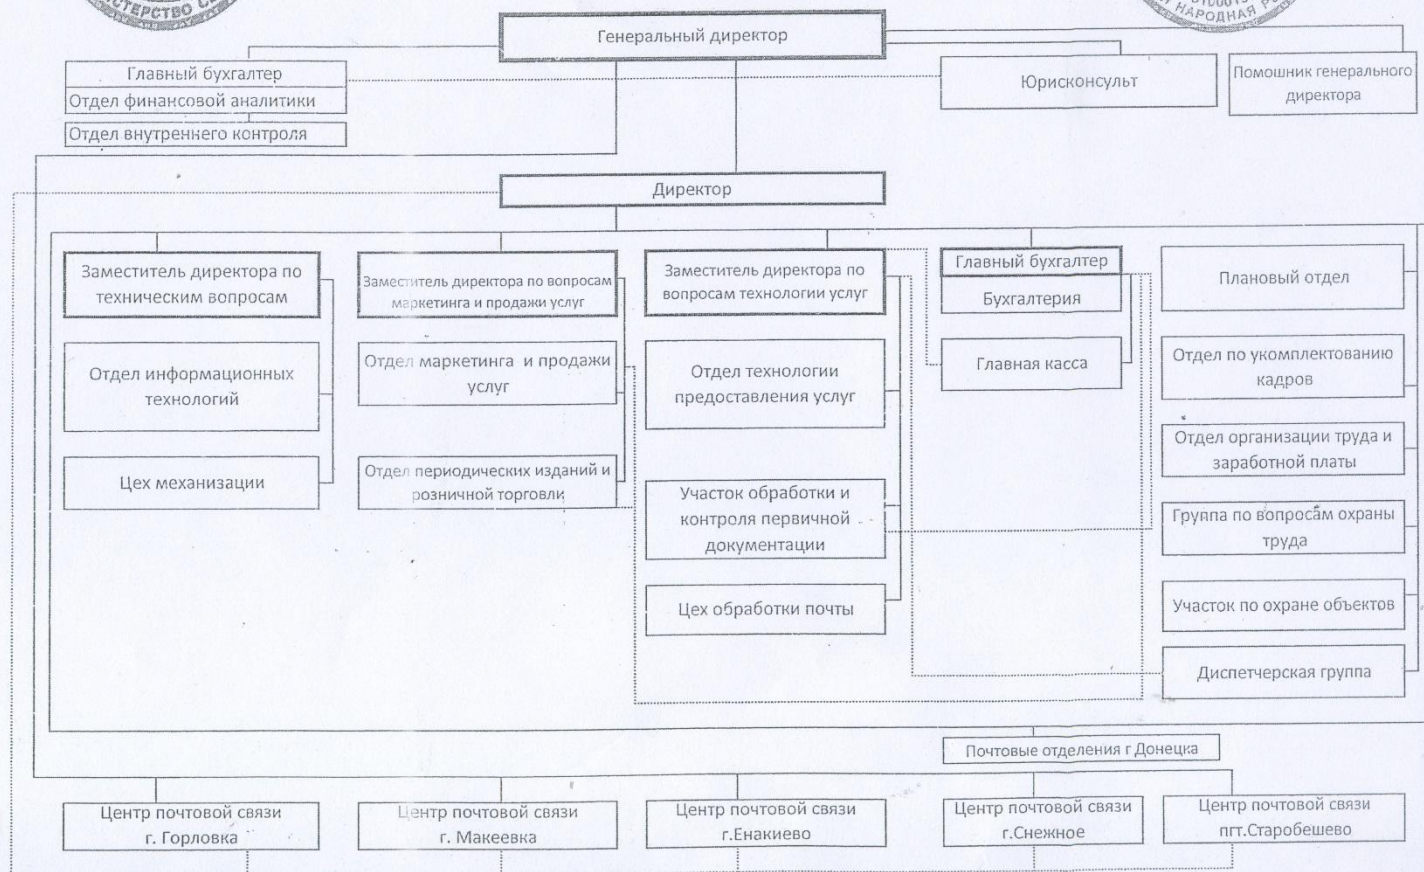 СТЕРСТВО С
НАРОДНАЯ Р
Генеральный директор
Главный бухгалтер
Отдел финансовой аналитики
Отдел внутреннего контроля
Юрисконсульт
Помошник генерального
директора
Директор
Заместитель директора по
техническим вопросам
Отдел информационных
технологий
Цех механизации
Заместитель директора по вопросам
маркетинга и продажи услуг
Отдел маркетинга и продажи
услуг
Отдел периодических изданий и
розничной торговли
Заместитель директора по
вопросам технологии услуг
Отдел технологии
предоставления услуг
Участок обработки и
контроля первичной
документации
Цех обработки почты
Главный бухгалтер
Бухгалтерия
Главная касса
Плановый отдел
Отдел по укомплектованию
кадров
Отдел организации труда и
заработной платы
Группа по вопросам охраны
труда
Участок по охране объектов
Диспетчерская группа
Почтовые отделения г Донецка
Центр почтовой связи
г. Горловка
Центр почтовой связи
г. Макеевка
Центр почтовой связи
г.Енакиево
Центр почтовой связи
г.Снежное
Центр почтовой связи
пгт.Старобешево